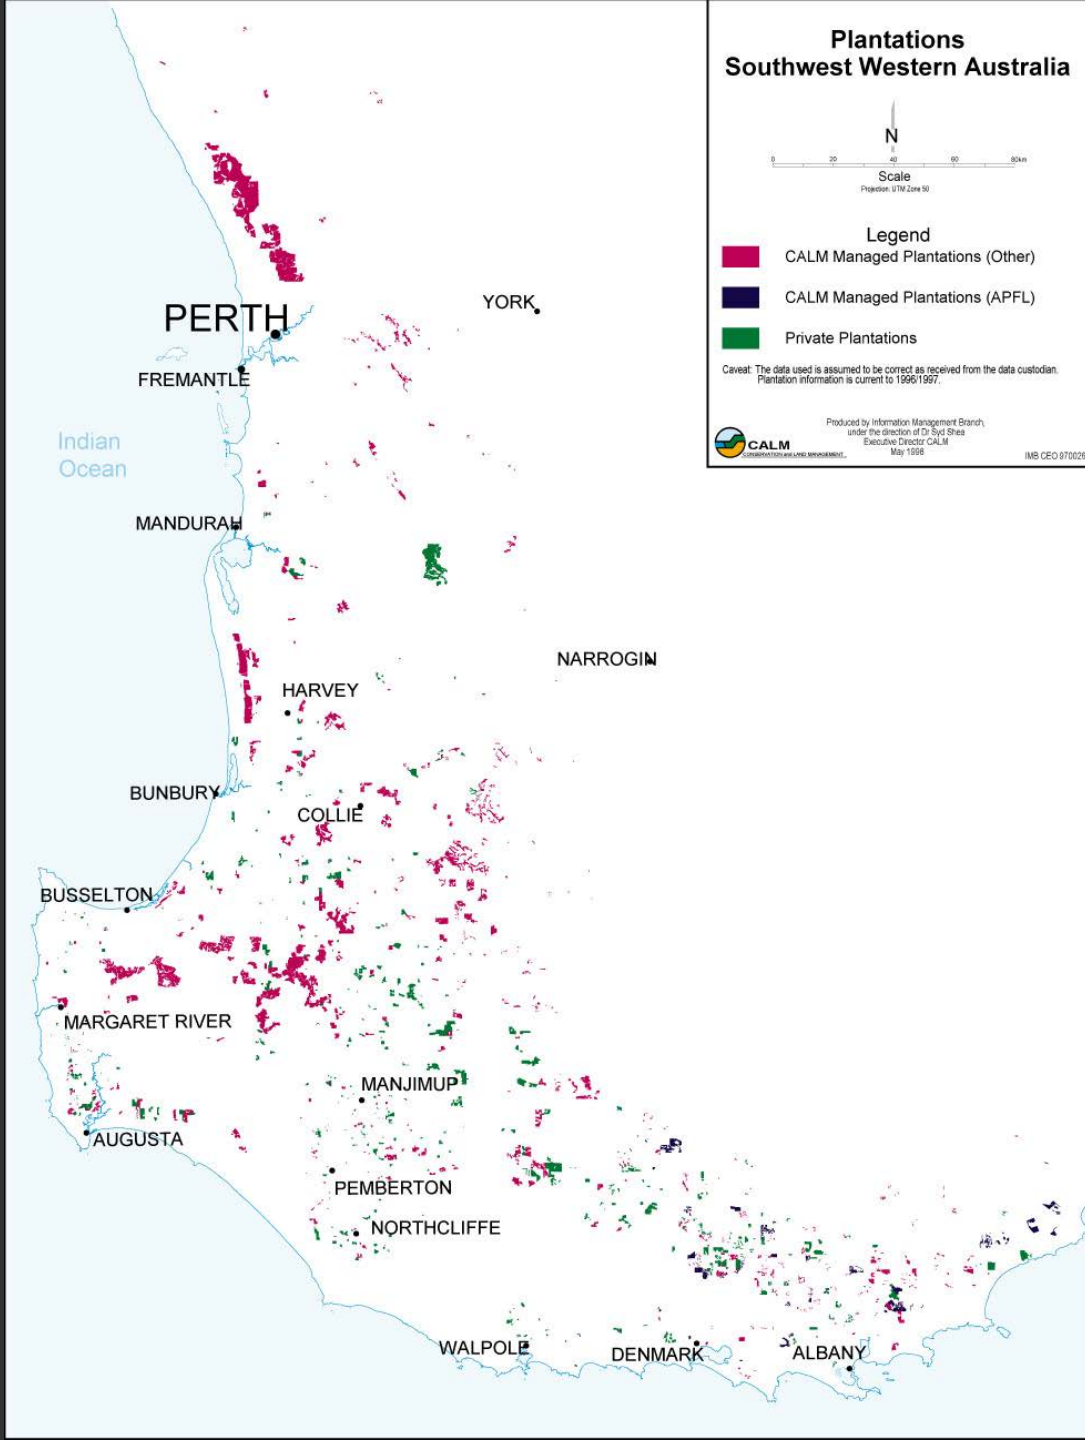 Plantations
Southwest Western Australia
N
0 20 40 60 80km
Scale
Projection: UTM Zone 50
Legend
CALM Managed Plantations (Other)
CALM Managed Plantations (APFL)
Private Plantations
Caveat: The data used is assumed to be correct as received from the data custodian.
Plantation information is current to 1996/1997.
Produced by Information Management Branch,
under the direction of Dr Syd Shea
Executive Director CALM
May 1998
CALM
CONSERVATION and LAND MANAGEMENT
IMB CEO 970026
PERTH
YORK
FREMANTLE
Indian
Ocean
MANDURAH
NARROGIN
HARVEY
BUNBURY
COLLIE
BUSSELTON
MARGARET RIVER
MANJIMUP
AUGUSTA
PEMBERTON
NORTHCLIFFE
WALPOLE
DENMARK
ALBANY